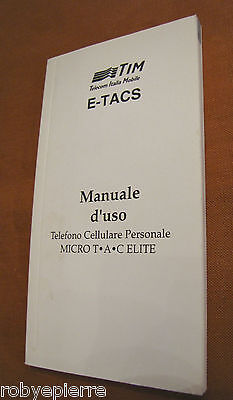 TIM
Telecom Italia Mobile
E-TACS
Manuale
d'uso
Telefono Cellulare Personale
MICRO T•A•C ELITE
robyepierre